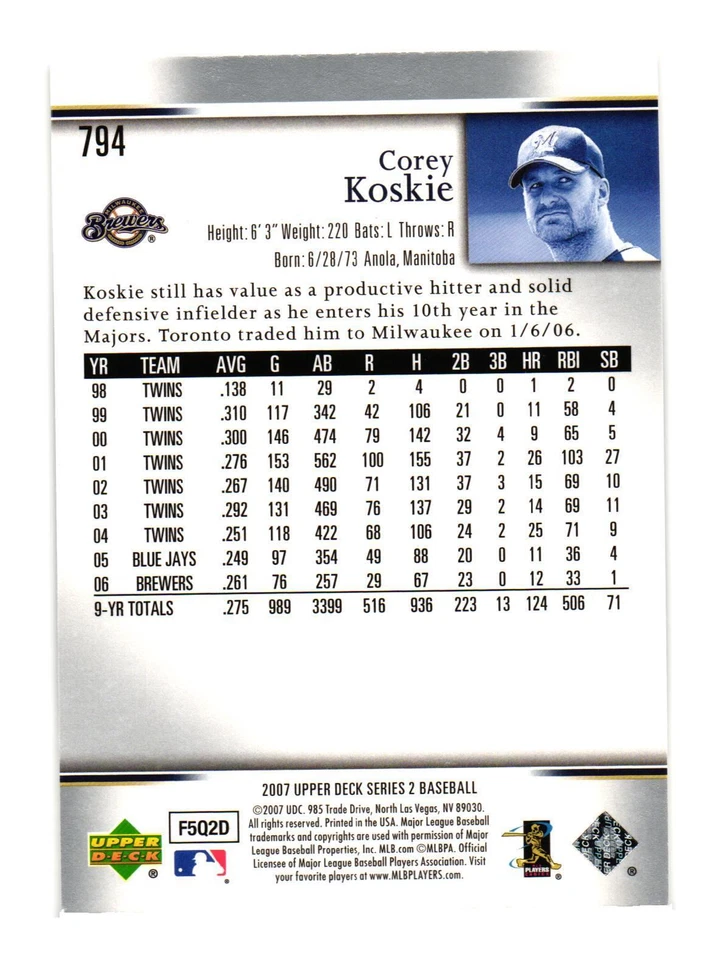 794
Corey
Koskie
MILWAUKEE
Brewers
®
Height: 6' 3" Weight: 220 Bats: L Throws: R
Born: 6/28/73 Anola, Manitoba
M
Koskie still has value as a productive hitter and solid
defensive infielder as he enters his 10th year in the
Majors. Toronto traded him to Milwaukee on 1/6/06.
YR TEAM AVG G AB R H 2B 3B HR RBI SB
98 TWINS .138 11 29 2 4 0 0 1 2 0
99 TWINS .310 117 342 42 106 21 0 11 58 4
00 TWINS .300 146 474 79 142 32 4 9 65 5
01 TWINS .276 153 562 100 155 37 2 26 103 27
02 TWINS .267 140 490 71 131 37 3 15 69 10
03 TWINS .292 131 469 76 137 29 2 14 69 11
04 TWINS .251 118 422 68 106 24 2 25 71 9
05 BLUE JAYS .249 97 354 49 88 20 0 11 36 4
06 BREWERS .261 76 257 29 67 23 0 12 33 1
9-YR TOTALS .275 989 3399 516 936 223 13 124 506 71
2007 UPPER DECK SERIES 2 BASEBALL
©2007 UDC. 985 Trade Drive, North Las Vegas, NV 89030.
All rights reserved. Printed in the USA. Major League Baseball
trademarks and copyrights are used with permission of Major
League Baseball Properties, Inc. MLB.com ©MLBPA. Official
Licensee of Major League Baseball Players Association. Visit
your favorite players at www.MLBPLAYERS.com.
UPPER
DECK
®
F5Q2D
PLAYERS
®
®